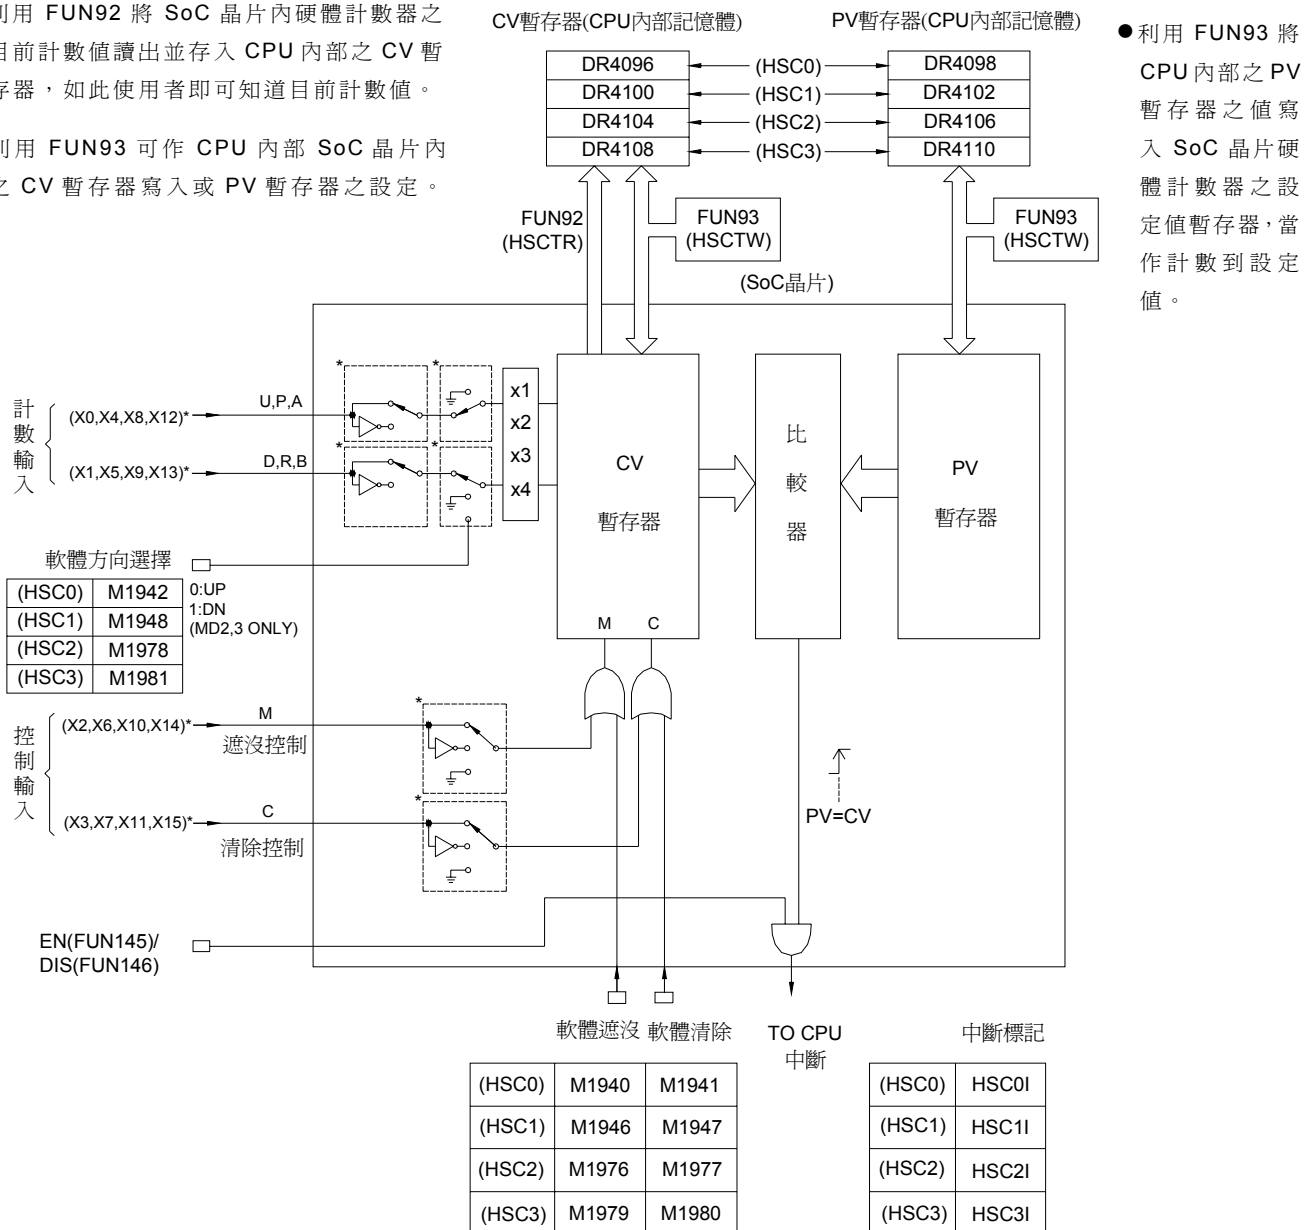 利用 FUN92 將 SoC 晶片內硬體計數器之
目前計數值讀出並存入 CPU 內部之 CV 暫
存器，如此使用者即可知道目前計數值。
利用 FUN93 可作 CPU 內部 SoC 晶片內
之 CV 暫存器寫入或 PV 暫存器之設定。
CV暫存器(CPU內部記憶體)
PV暫存器(CPU內部記憶體)
DR4096 (HSC0) DR4098
DR4100 (HSC1) DR4102
DR4104 (HSC2) DR4106
DR4108 (HSC3) DR4110
●利用 FUN93 將
CPU 內部之 PV
暫存器之值寫
入 SoC 晶片硬
體計數器之設
定值暫存器，當
作計數到設定
值。
FUN92
(HSCTR)
FUN93
(HSCTW)
FUN93
(HSCTW)
(SoC晶片)
計數輸入
(X0,X4,X8,X12)*
U,P,A
(X1,X5,X9,X13)*
D,R,B
*
*
*
*
x1
x2
x3
x4
CV
暫存器
比較器
PV
暫存器
M C
軟體方向選擇
(HSC0) M1942
(HSC1) M1948
(HSC2) M1978
(HSC3) M1981
0:UP
1:DN
(MD2,3 ONLY)
控制輸入
(X2,X6,X10,X14)*
M
遮沒控制
*
(X3,X7,X11,X15)*
C
清除控制
*
PV=CV
EN(FUN145)/
DIS(FUN146)
軟體遮沒 軟體清除
(HSC0) M1940 M1941
(HSC1) M1946 M1947
(HSC2) M1976 M1977
(HSC3) M1979 M1980
TO CPU
中斷
中斷標記
(HSC0) HSC0I
(HSC1) HSC1I
(HSC2) HSC2I
(HSC3) HSC3I